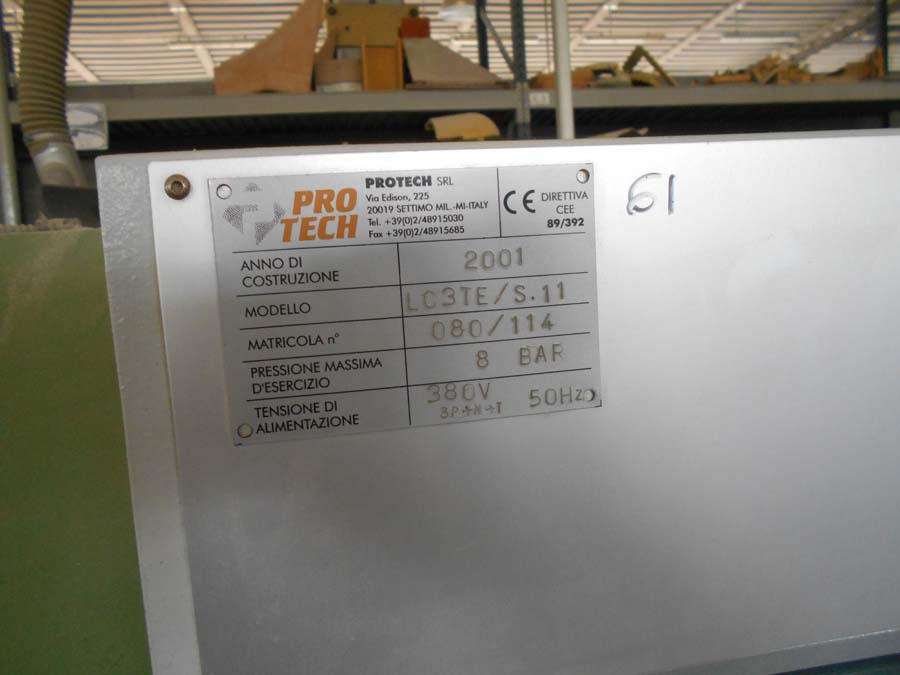 PRO
TECH
PROTECH SRL
Via Edison, 225
20019 SETTIMO MIL.-MI-ITALY
Tel. +39(0)2/48915030
Fax +39(0)2/48915685
CE DIRETTIVA
CEE
89/392
61
ANNO DI
COSTRUZIONE 2001
MODELLO LC3TE/S.11
MATRICOLA n° 080/114
PRESSIONE MASSIMA
D'ESERCIZIO 8 BAR
TENSIONE DI
ALIMENTAZIONE 380V 50Hz
3P+N+T